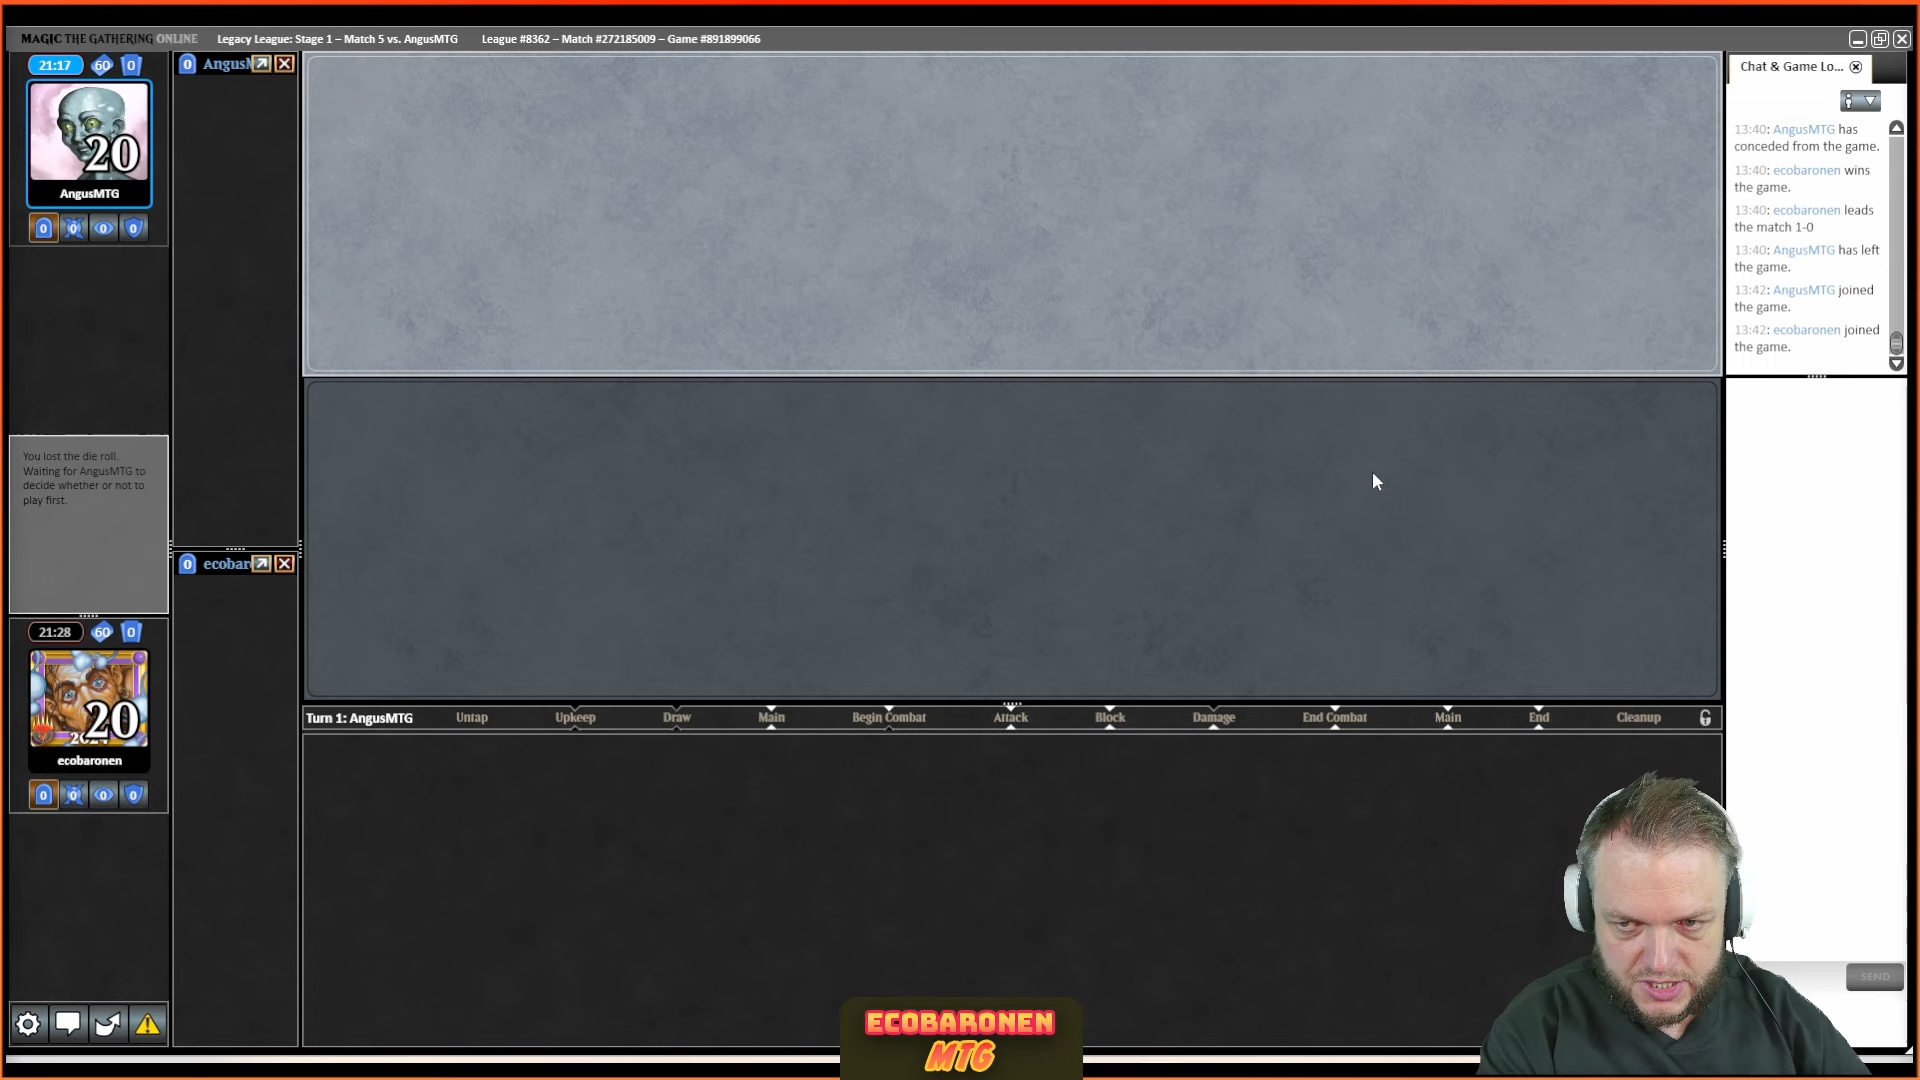 MAGIC THE GATHERING ONLINE
Legacy League: Stage 1 – Match 5 vs. AngusMTG League #8362 – Match #272185009 – Game #891899066
21:17 60 0
20
AngusMTG
0 0 0 0
0 Angus
You lost the die roll.
Waiting for AngusMTG to
decide whether or not to
play first.
21:28 60 0
20
ecobaronen
0 0 0 0
0 ecobar
Turn 1: AngusMTG Untap Upkeep Draw Main Begin Combat Attack Block Damage End Combat Main End Cleanup
Chat & Game Lo...
13:40: AngusMTG has
conceded from the game.
13:40: ecobaronen wins
the game.
13:40: ecobaronen leads
the match 1-0
13:40: AngusMTG has left
the game.
13:42: AngusMTG joined
the game.
13:42: ecobaronen joined
the game.
SEND
ECOBARONEN
MTG